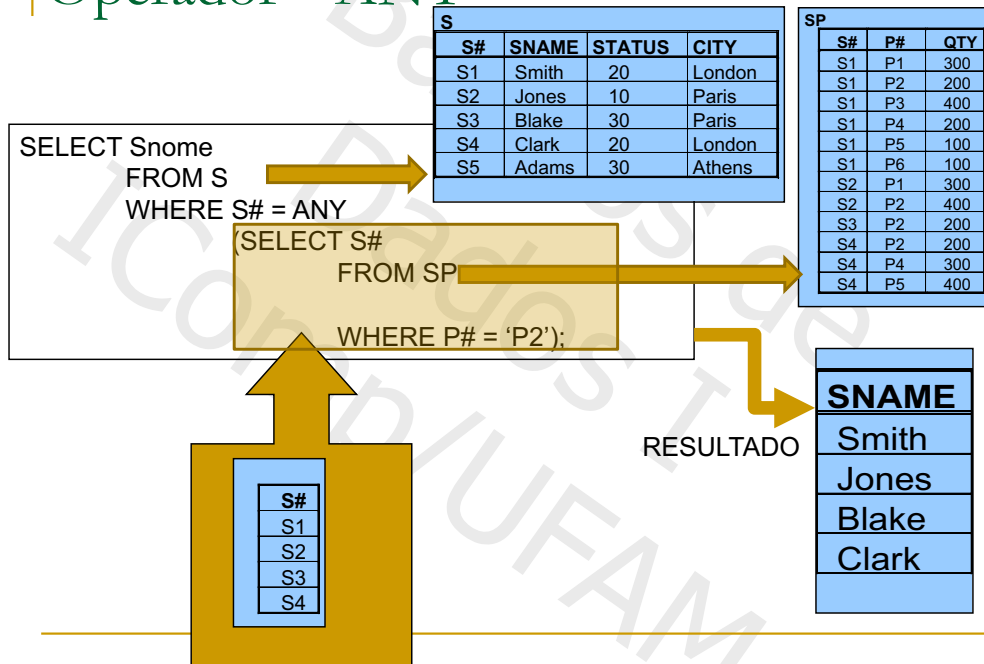 Operador - ANY
S
S# SNAME STATUS CITY
S1 Smith 20 London
S2 Jones 10 Paris
S3 Blake 30 Paris
S4 Clark 20 London
S5 Adams 30 Athens
SP
S# P# QTY
S1 P1 300
S1 P2 200
S1 P3 400
S1 P4 200
S1 P5 100
S1 P6 100
S2 P1 300
S2 P2 400
S3 P2 200
S4 P2 200
S4 P4 300
S4 P5 400
SELECT Snome
FROM S
WHERE S# = ANY
(SELECT S#
FROM SP
WHERE P# = ‘P2’);
S#
S1
S2
S3
S4
RESULTADO
SNAME
Smith
Jones
Blake
Clark
de
Dados I
IComp/UFAM